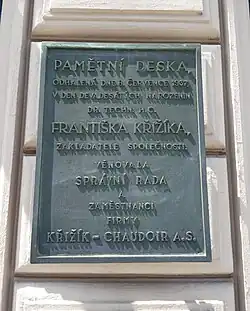 PAMĚTNÍ DESKA
ODHALENÁ DNE 8. ČERVENCE 1937
V DEN DEVADESÁTÝCH NAROZENIN
DR. TECHN. H. C.
FRANTIŠKA KŘIŽÍKA,
ZAKLADATELE SPOLEČNOSTI.
VĚNOVALA
SPRÁVNÍ RADA
A
ZAMĚSTNANCI
FIRMY
KŘIŽÍK - CHAUDOIR A.S.